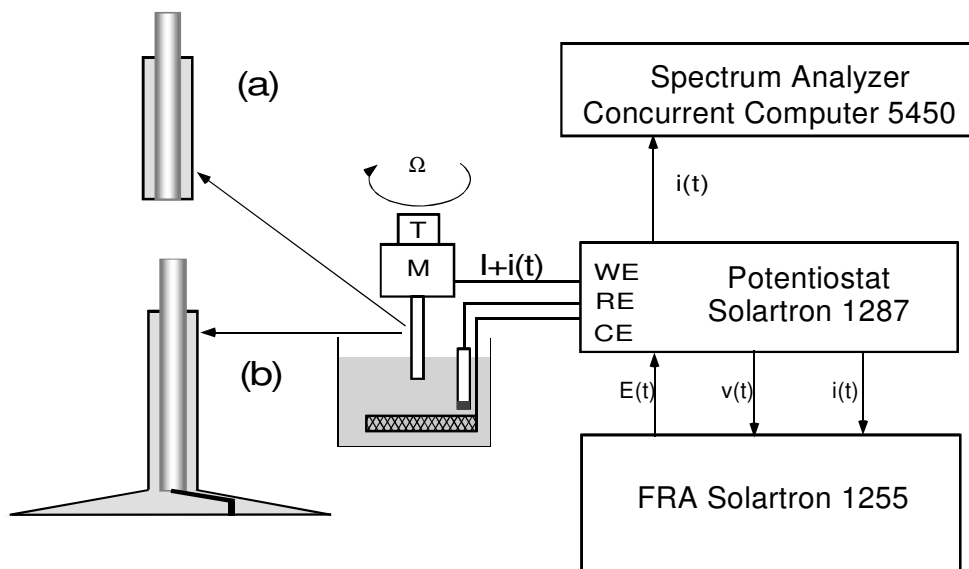 (a)
Spectrum Analyzer
Concurrent Computer 5450
Ω
i(t)
T
M
I+i(t)
WE
RE
CE
Potentiostat
Solartron 1287
(b)
E(t)
v(t)
i(t)
FRA Solartron 1255